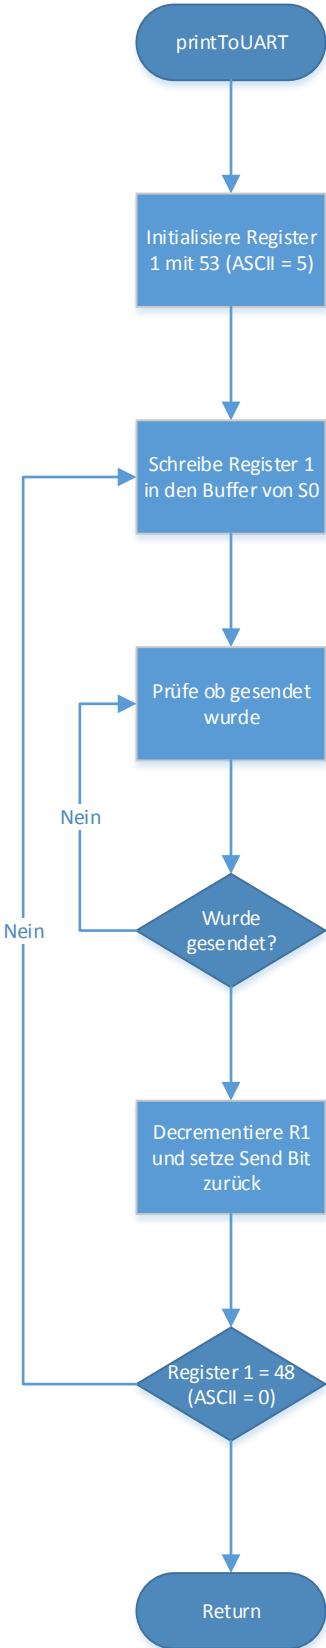 printToUART
Initialisiere Register
1 mit 53 (ASCII = 5)
Schreibe Register 1
in den Buffer von S0
Prüfe ob gesendet
wurde
Nein
Wurde
gesendet?
Nein
Decrementiere R1
und setze Send Bit
zurück
Register 1 = 48
(ASCII = 0)
Return